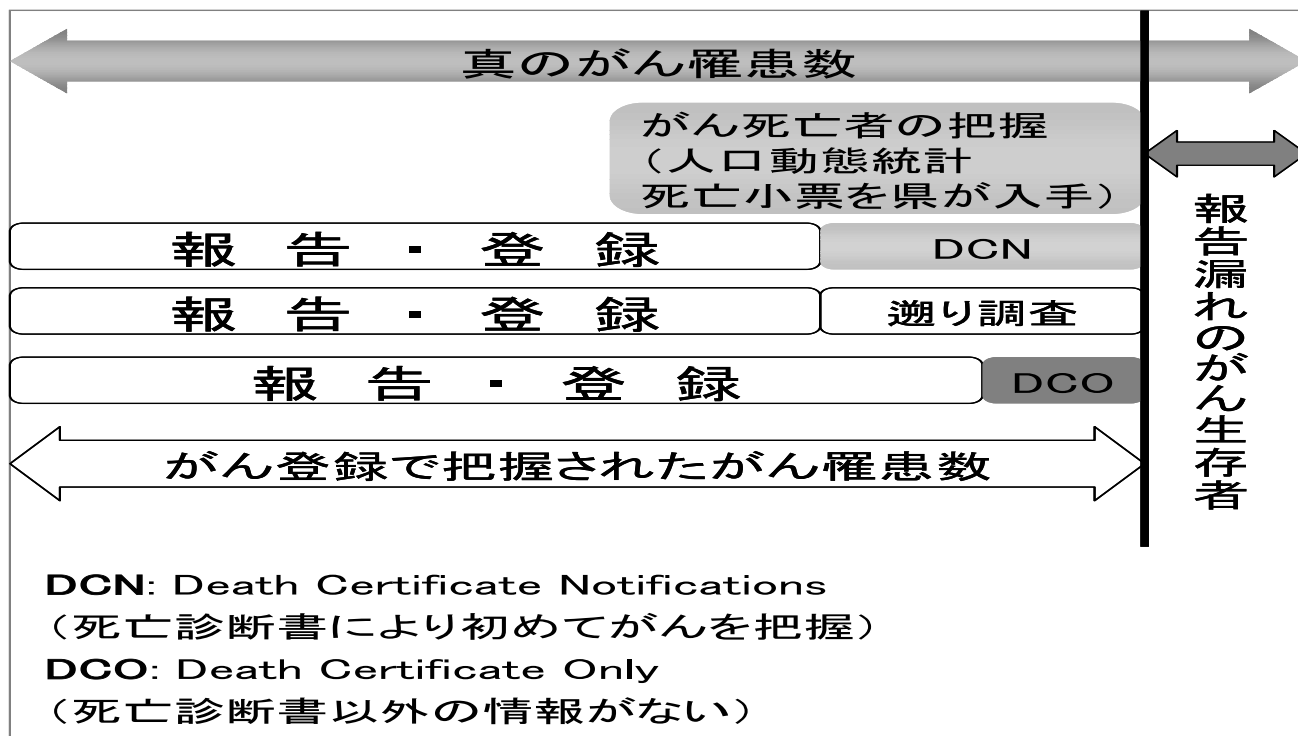 真のがん罹患数
がん死亡者の把握
（人口動態統計
死亡小票を県が入手）
報告・登録
DCN
報告・登録
遡り調査
報告・登録
DCO
がん登録で把握されたがん罹患数
報告漏れのがん生存者
DCN: Death Certificate Notifications
（死亡診断書により初めてがんを把握）
DCO: Death Certificate Only
（死亡診断書以外の情報がない）